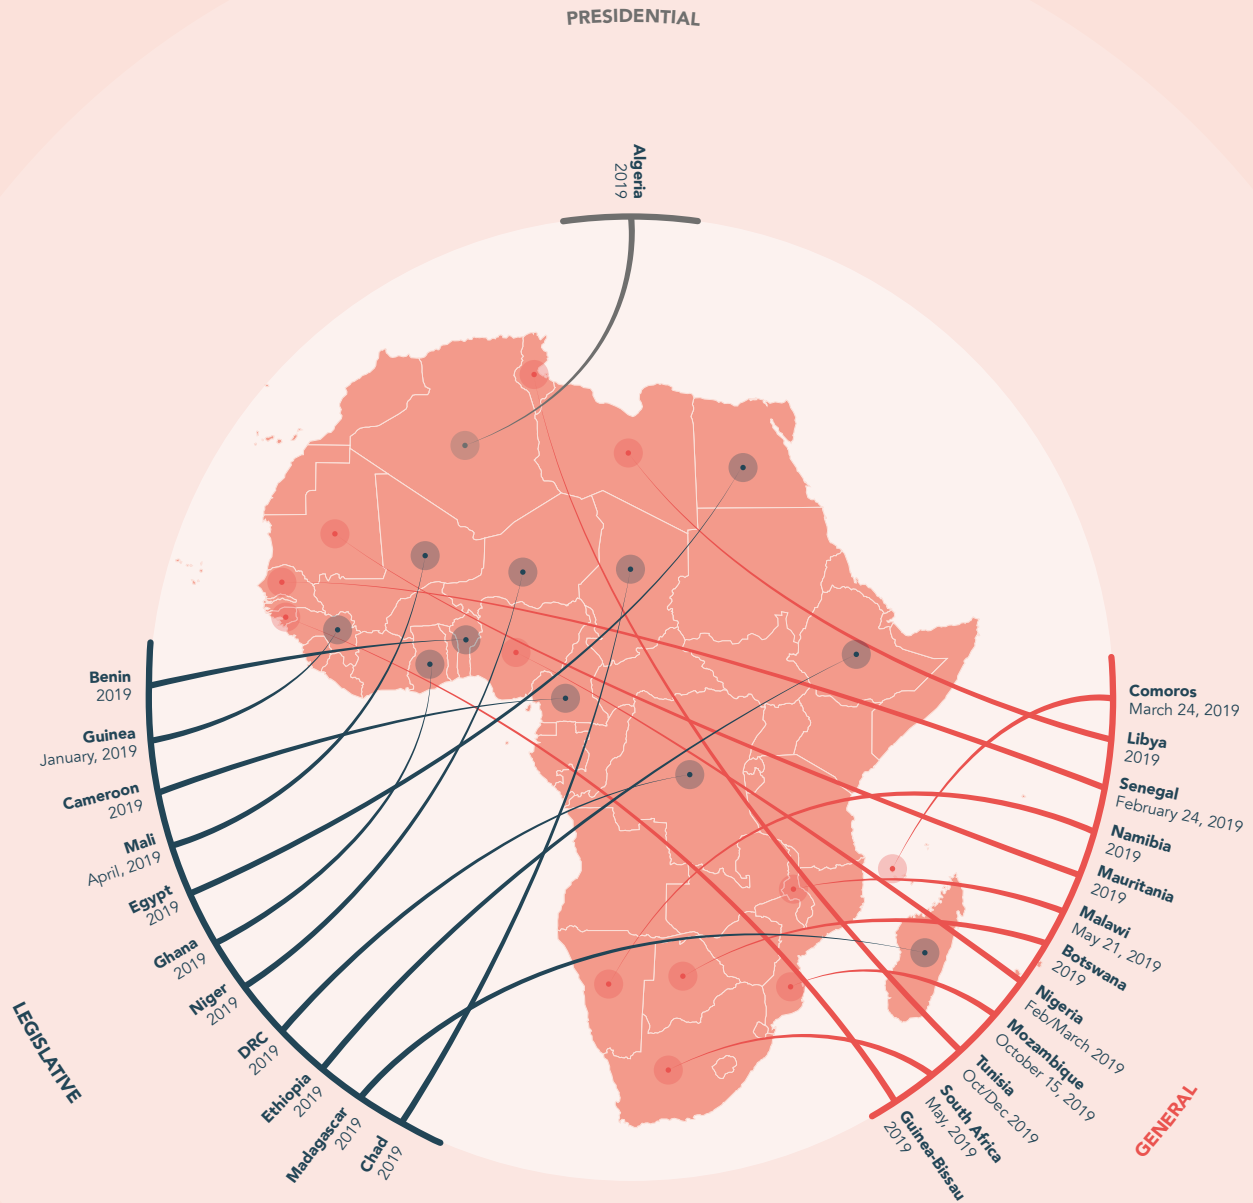 PRESIDENTIAL
Algeria
2019
Benin
2019
Guinea
January, 2019
Cameroon
2019
Mali
April, 2019
Egypt
2019
Ghana
2019
Niger
2019
DRC
2019
Ethiopia
2019
Madagascar
2019
Chad
2019
LEGISLATIVE
Comoros
March 24, 2019
Libya
2019
Senegal
February 24, 2019
Namibia
2019
Mauritania
2019
Malawi
May 21, 2019
Botswana
2019
Nigeria
Feb/March 2019
Mozambique
October 15, 2019
Tunisia
Oct/Dec 2019
South Africa
May, 2019
Guinea-Bissau
2019
GENERAL